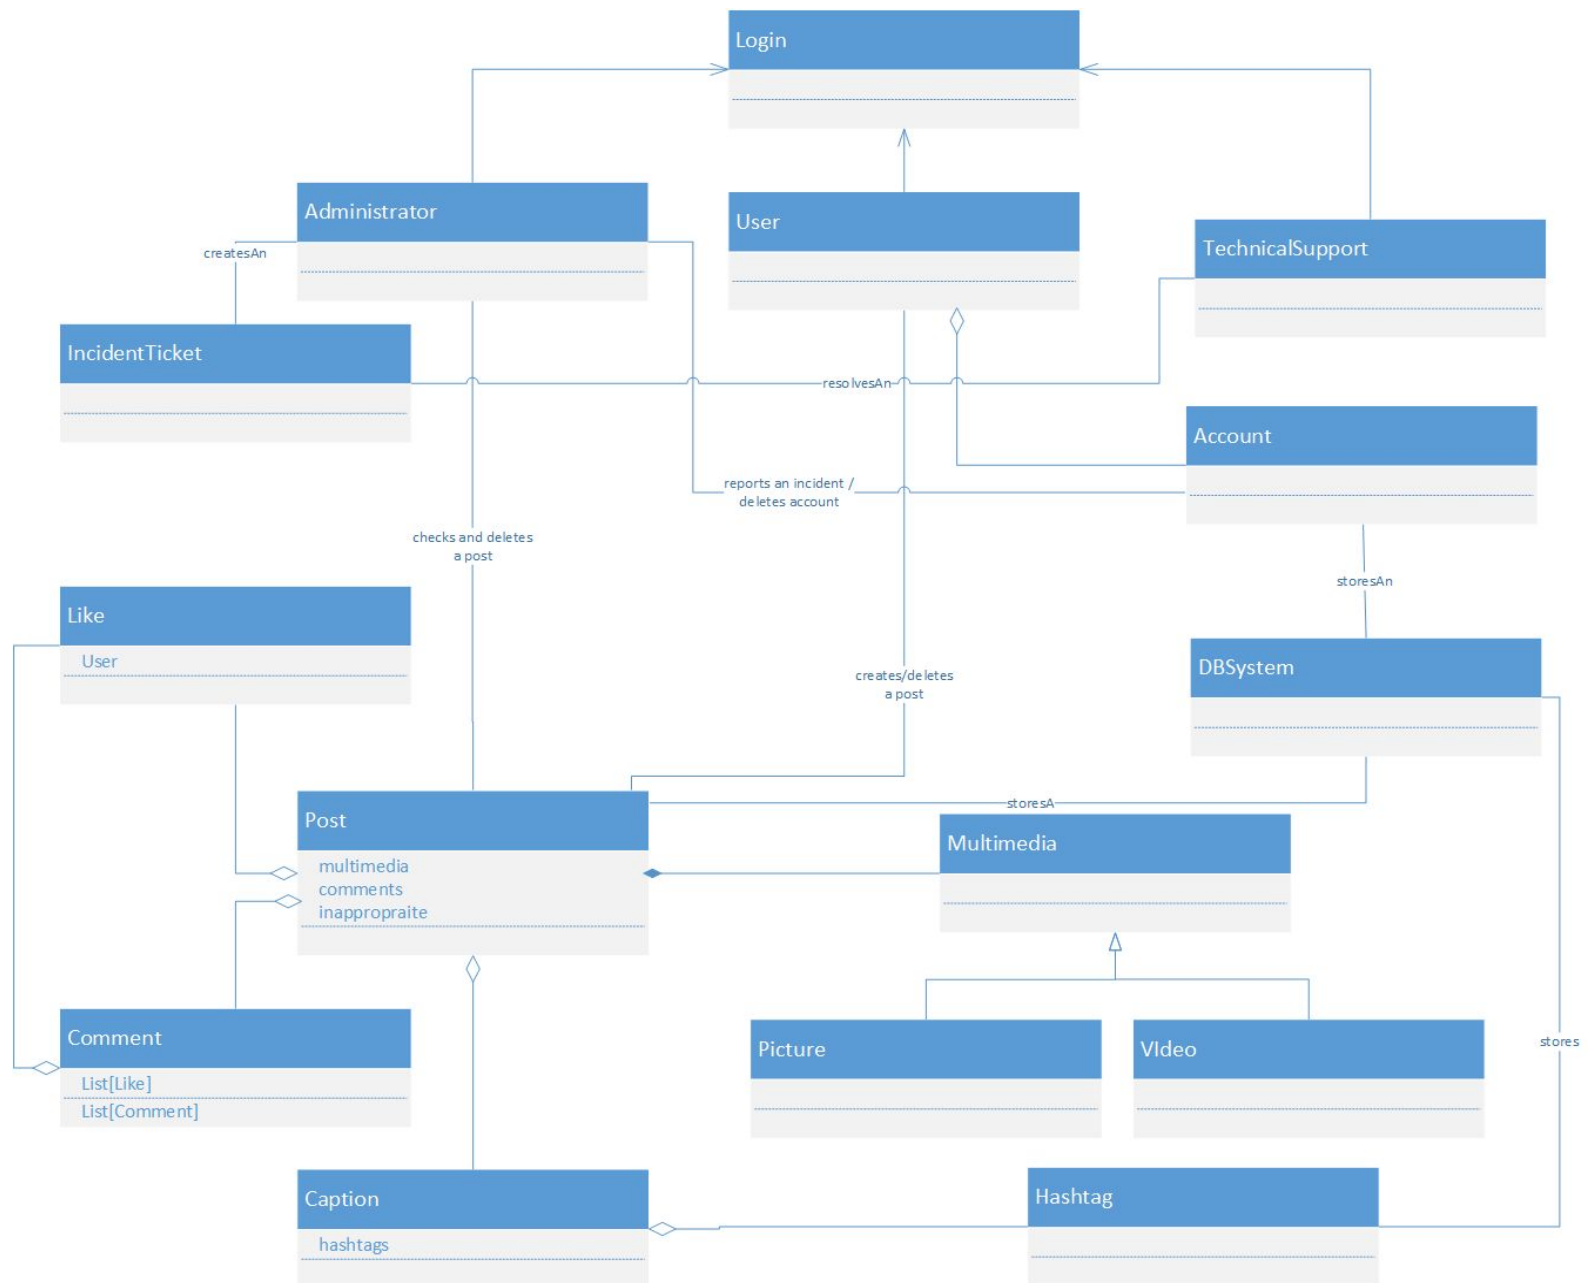 Login
Administrator
User
TechnicalSupport
createsAn
IncidentTicket
resolvesAn
Account
reports an incident /
deletes account
checks and deletes
a post
storesAn
Like
User
DBSystem
creates/deletes
a post
storesA
Post
multimedia
comments
inappropraite
Multimedia
Comment
List[Like]
List[Comment]
Picture
VIdeo
stores
Caption
hashtags
Hashtag